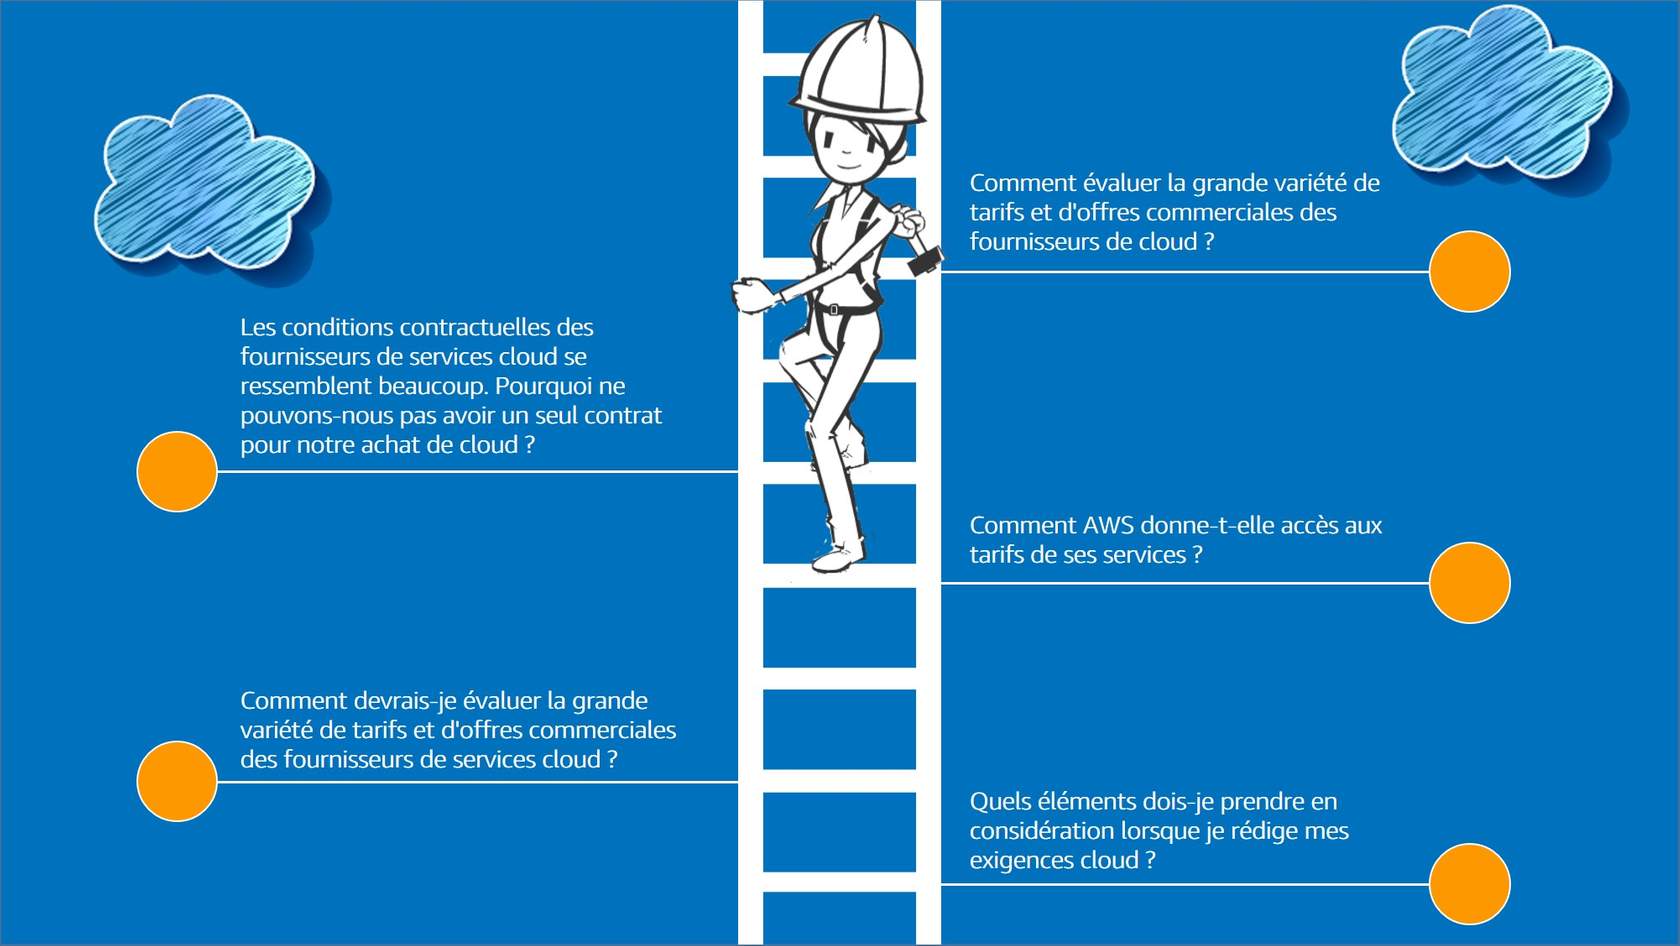 Comment évaluer la grande variété de
tarifs et d'offres commerciales des
fournisseurs de cloud ?
Les conditions contractuelles des
fournisseurs de services cloud se
ressemblent beaucoup. Pourquoi ne
pouvons-nous pas avoir un seul contrat
pour notre achat de cloud ?
Comment AWS donne-t-elle accès aux
tarifs de ses services ?
Comment devrais-je évaluer la grande
variété de tarifs et d'offres commerciales
des fournisseurs de services cloud ?
Quels éléments dois-je prendre en
considération lorsque je rédige mes
exigences cloud ?